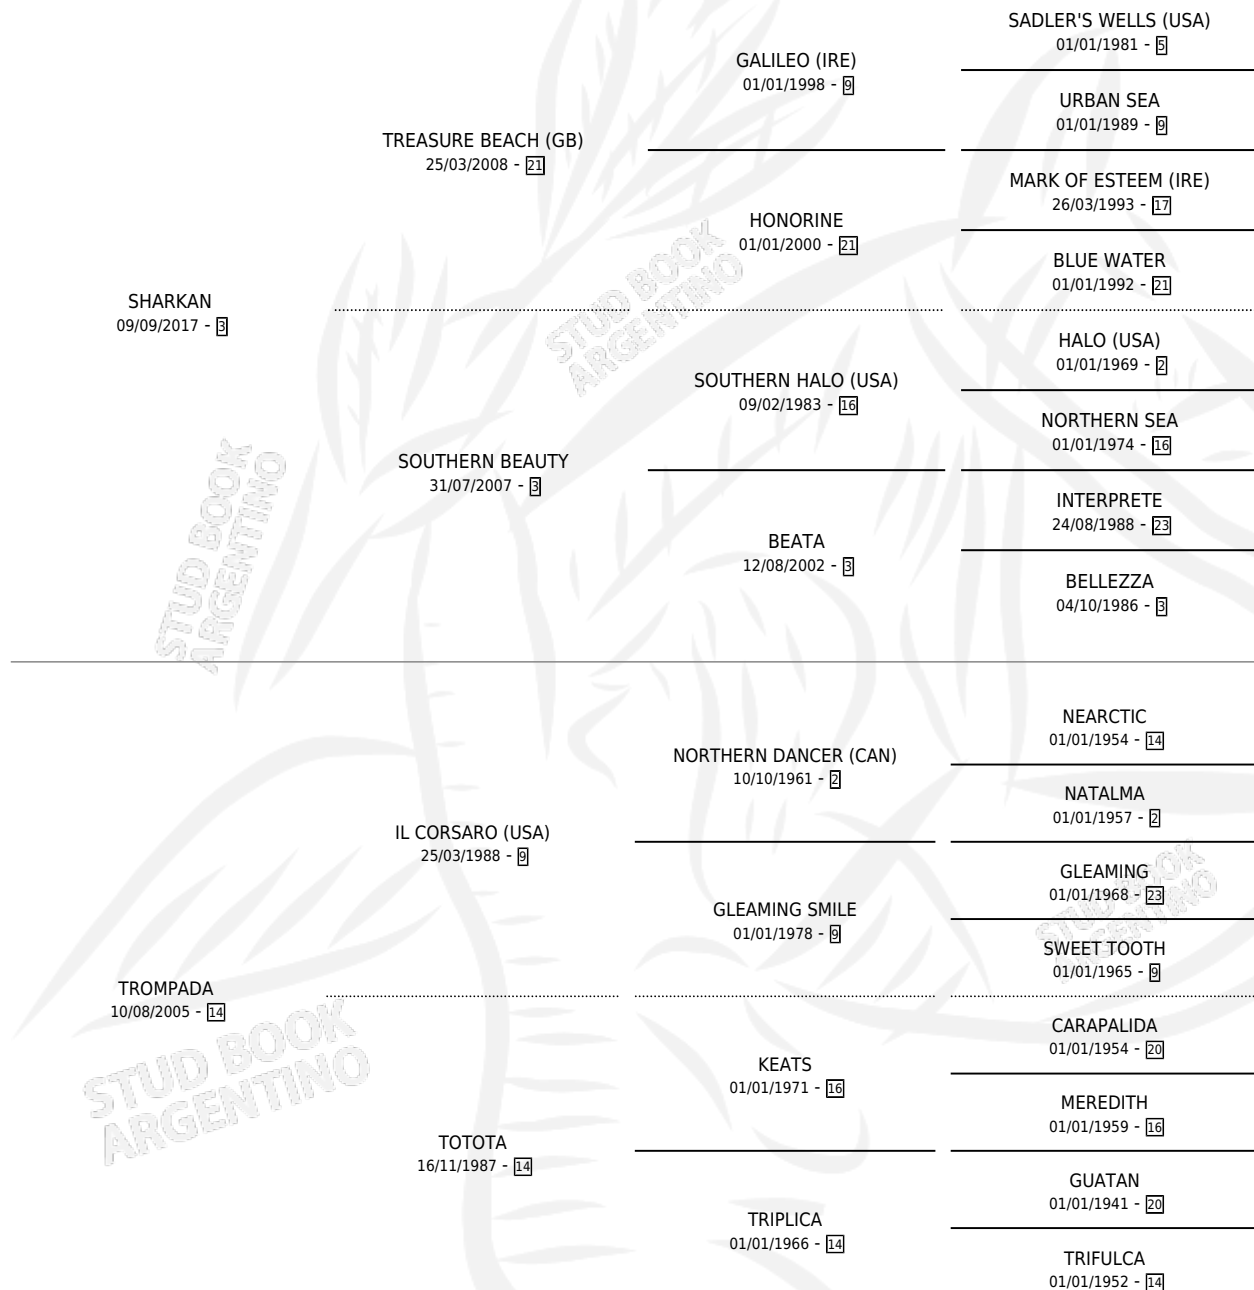 SHARKAN
09/09/2017 - 3
TREASURE BEACH (GB)
25/03/2008 - 21
SOUTHERN BEAUTY
31/07/2007 - 3
GALILEO (IRE)
01/01/1998 - 9
HONORINE
01/01/2000 - 21
SOUTHERN HALO (USA)
09/02/1983 - 16
BEATA
12/08/2002 - 3
SADLER'S WELLS (USA)
01/01/1981 - 5
URBAN SEA
01/01/1989 - 9
MARK OF ESTEEM (IRE)
26/03/1993 - 17
BLUE WATER
01/01/1992 - 21
HALO (USA)
01/01/1969 - 2
NORTHERN SEA
01/01/1974 - 16
INTERPRETE
24/08/1988 - 23
BELLEZZA
04/10/1986 - 3
TROMPADA
10/08/2005 - 14
IL CORSARO (USA)
25/03/1988 - 9
TOTOTA
16/11/1987 - 14
NORTHERN DANCER (CAN)
10/10/1961 - 2
GLEAMING SMILE
01/01/1978 - 9
KEATS
01/01/1971 - 16
TRIPLICA
01/01/1966 - 14
NEARCTIC
01/01/1954 - 14
NATALMA
01/01/1957 - 2
GLEAMING
01/01/1968 - 23
SWEET TOOTH
01/01/1965 - 9
CARAPALIDA
01/01/1954 - 20
MEREDITH
01/01/1959 - 16
GUATAN
01/01/1941 - 20
TRIFULCA
01/01/1952 - 14
STUD BOOK
ARGENTINO
STUD BOOK
ARGENTINO
STUD BOOK
ARGENTINO
STUD BOOK
ARGENTINO